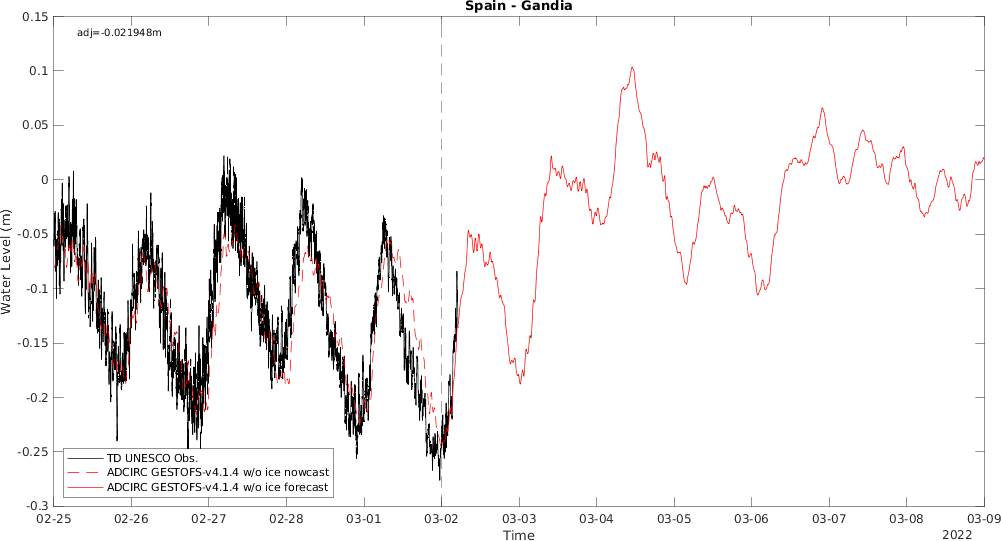 Spain - Gandia
adj=-0.021948m
0.15
0.1
0.05
0
-0.05
-0.1
-0.15
-0.2
-0.25
-0.3
Water Level (m)
TD UNESCO Obs.
ADCIRC GESTOFS-v4.1.4 w/o ice nowcast
ADCIRC GESTOFS-v4.1.4 w/o ice forecast
02-25 02-26 02-27 02-28 03-01 03-02 03-03 03-04 03-05 03-06 03-07 03-08 03-09
Time
2022